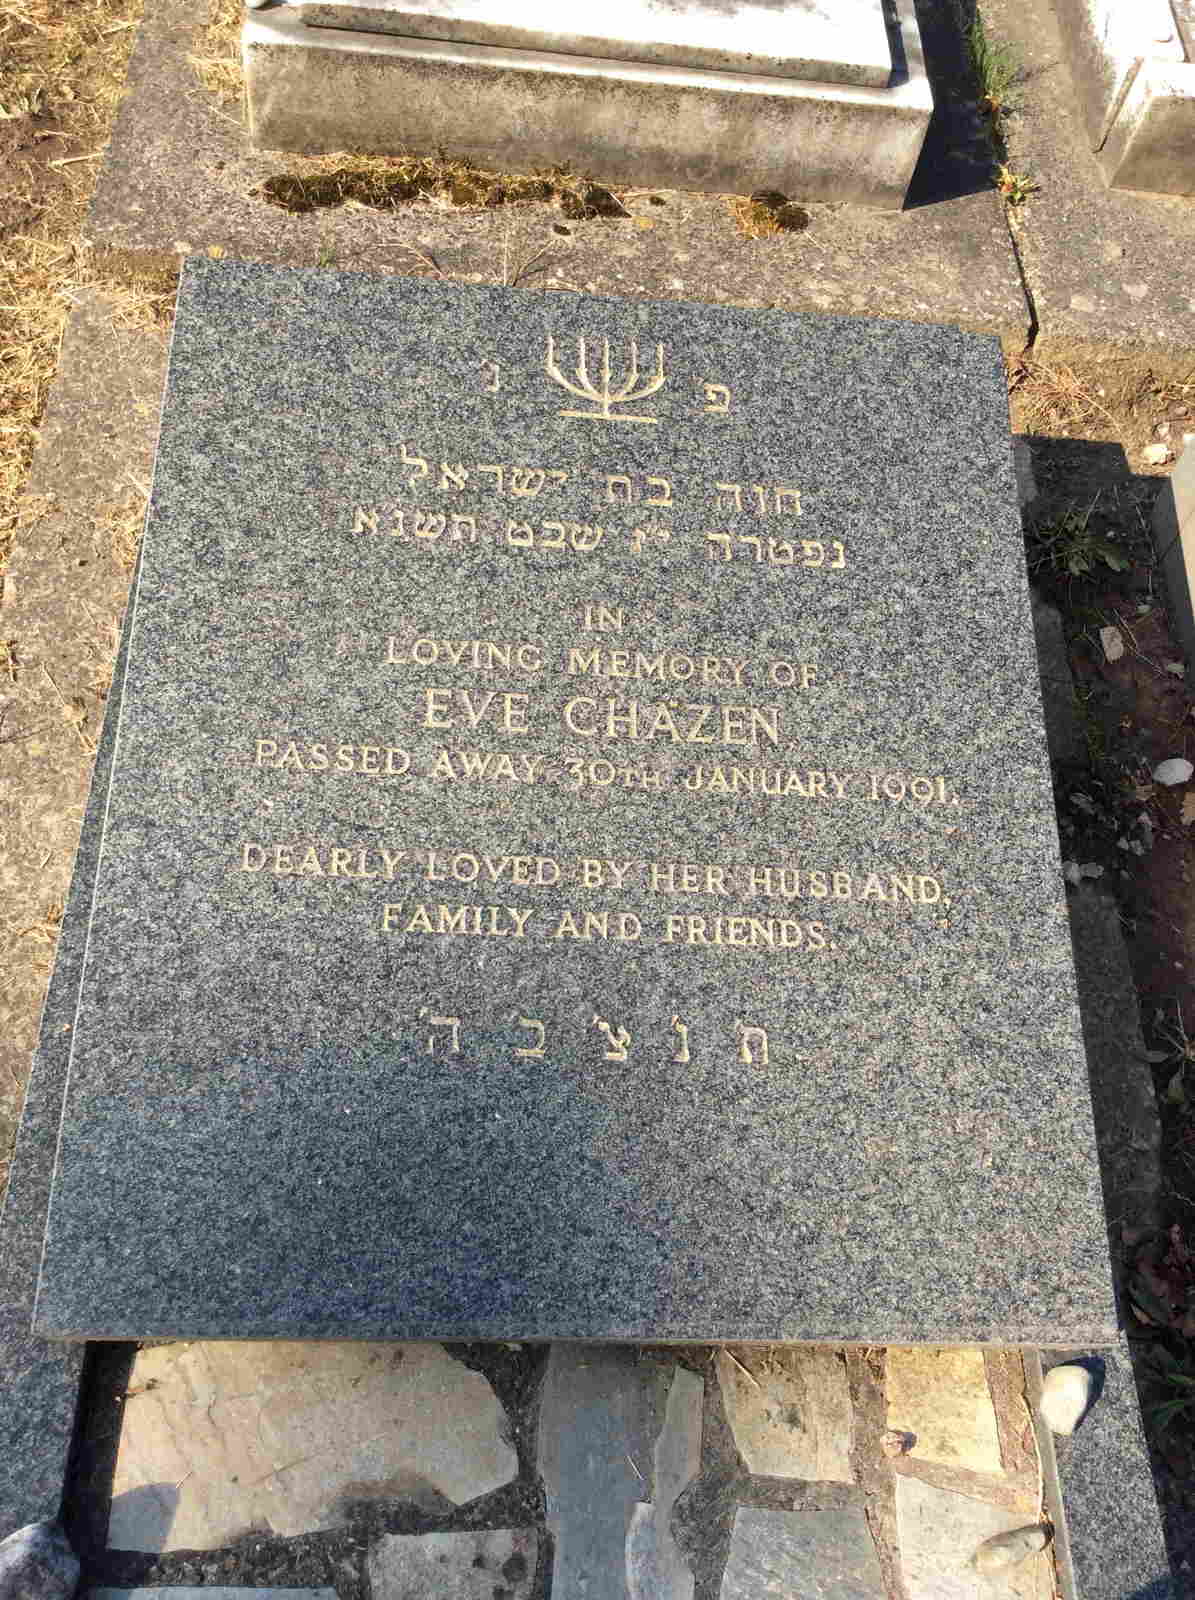 פ' נ'
חוה בת ישראל
נפטרה י"ז שבט תשנ'א
IN
LOVING MEMORY OF
EVE CHAZEN
PASSED AWAY 30TH JANUARY 1991.
DEARLY LOVED BY HER HUSBAND,
FAMILY AND FRIENDS.
ת' נ' צ' ב' ה'